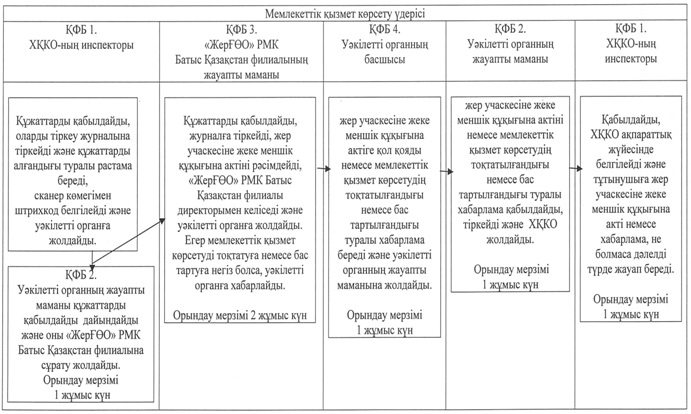 Мемлекеттік қызмет көрсету үдерісі
ҚФБ 1.
ХҚКО-ның инспекторы
ҚФБ 3.
«ЖерҒӨО» РМК
Батыс Қазақстан филиалының
жауапты маманы
ҚФБ 4.
Уәкілетті органның
басшысы
ҚФБ 2.
Уәкілетті органның
жауапты маманы
ҚФБ 1.
ХҚКО-ның
инспекторы
Құжаттарды қабылдайды,
оларды тіркеу журналына
тіркейді және құжаттарды
алғандығы туралы растама
береді,
сканер көмегімен
штрихкод белгілейді және
уәкілетті органға
жолдайды.
ҚФБ 2.
Уәкілетті органның жауапты
маманы құжаттарды
қабылдайды дайындайды
және оны «ЖерҒӨО» РМК
Батыс Қазақстан филиалына
сұрату жолдайды.
Орындау мерзімі
1 жұмыс күн
Құжаттарды қабылдайды,
журналға тіркейді, жер
учаскесіне жеке меншік
құқығына актіні рәсімдейді,
«ЖерҒӨО» РМК Батыс
Қазақстан филиалы
директорымен келіседі және
уәкілетті органға жолдайды.
Егер мемлекеттік қызмет
көрсетуді тоқтатуға немесе бас
тартуға негіз болса, уәкілетті
органға хабарлайды.
Орындау мерзімі 2 жұмыс күн
жер учаскесіне жеке
меншік құқығына
актіге қол қояды
немесе мемлекеттік
қызмет көрсетудің
тоқтатылғандығы
немесе бас
тартылғандығы
туралы хабарлама
береді және уәкілетті
органның жауапты
маманына жолдайды.
Орындау мерзімі
1 жұмыс күн
жер учаскесіне жеке
меншік құқығына актіні
немесе мемлекеттік
қызмет көрсетудің
тоқтатылғандығы
немесе бас
тартылғандығы туралы
хабарлама қабылдайды,
тіркейді және ХҚКО
жолдайды.
Орындау мерзімі
1 жұмыс күн
Қабылдайды,
ХҚКО ақпараттық
жүйесінде
белгілейді және
тұтынушыға жер
учаскесіне жеке
меншік құқығына
акті немесе
хабарлама, не
болмаса дәлелді
түрде жауап береді.
Орындау мерзімі
1 жұмыс күн